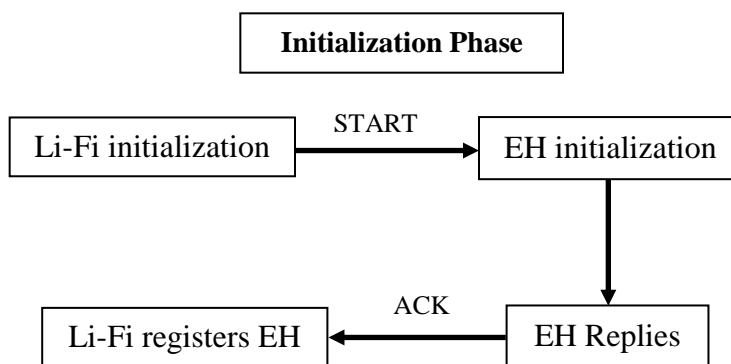 Initialization Phase
Li-Fi initialization
START
EH initialization
Li-Fi registers EH
ACK
EH Replies